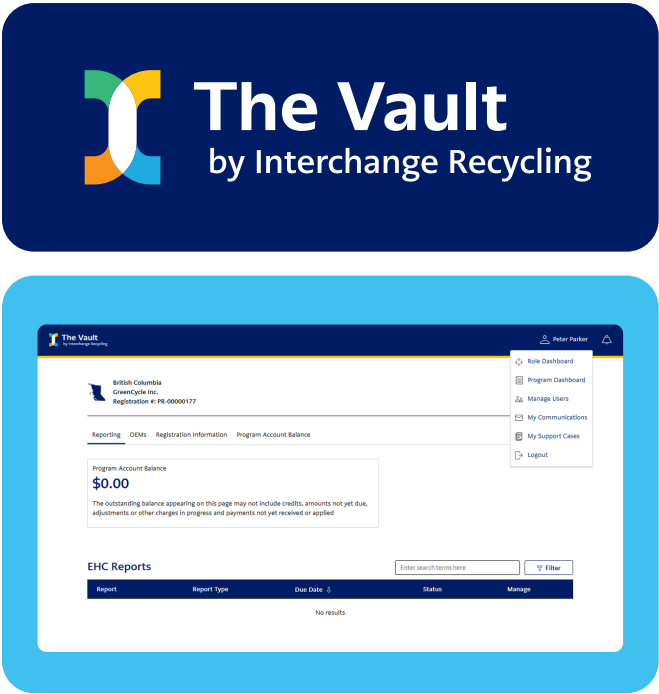 The Vault
by Interchange Recycling
The Vault
by Interchange Recycling
Peter Parker
Role Dashboard
Program Dashboard
Manage Users
My Communications
My Support Cases
Logout
British Columbia
GreenCycle Inc.
Registration #: PR-00000177
Reporting OEMs Registration Information Program Account Balance
Program Account Balance
$0.00
The outstanding balance appearing on this page may not include credits, amounts not yet due,
adjustments or other charges in progress and payments not yet received or applied
EHC Reports
Enter search terms here
Filter
Report Report Type Due Date Status Manage
No results